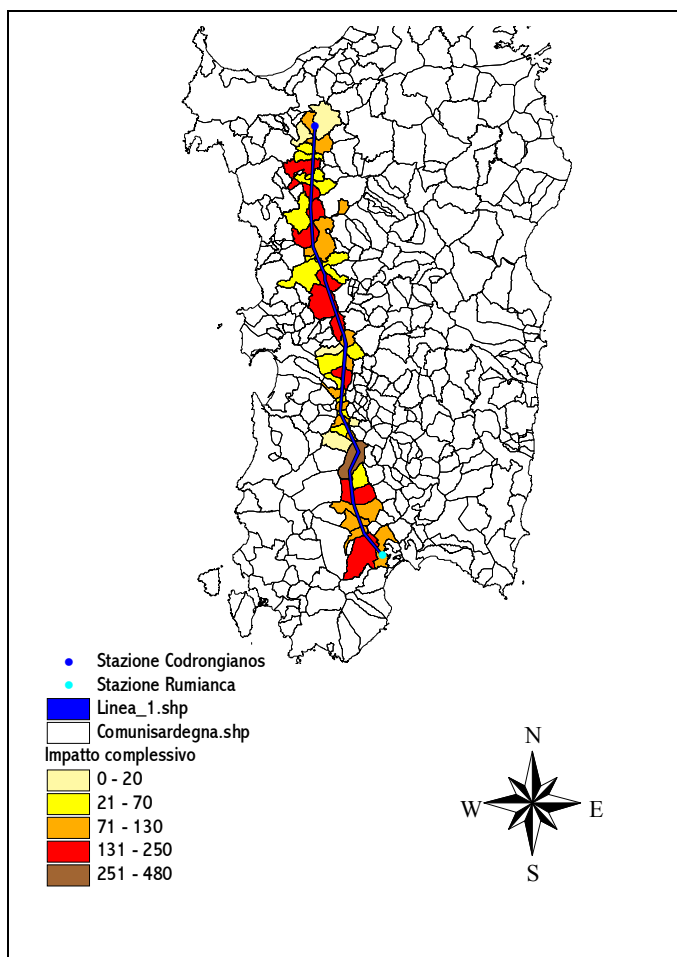 Stazione Codrongianos
Stazione Rumianca
Linea_1.shp
Comunisardegna.shp
Impatto complessivo
0 - 20
21 - 70
71 - 130
131 - 250
251 - 480
N
W E
S